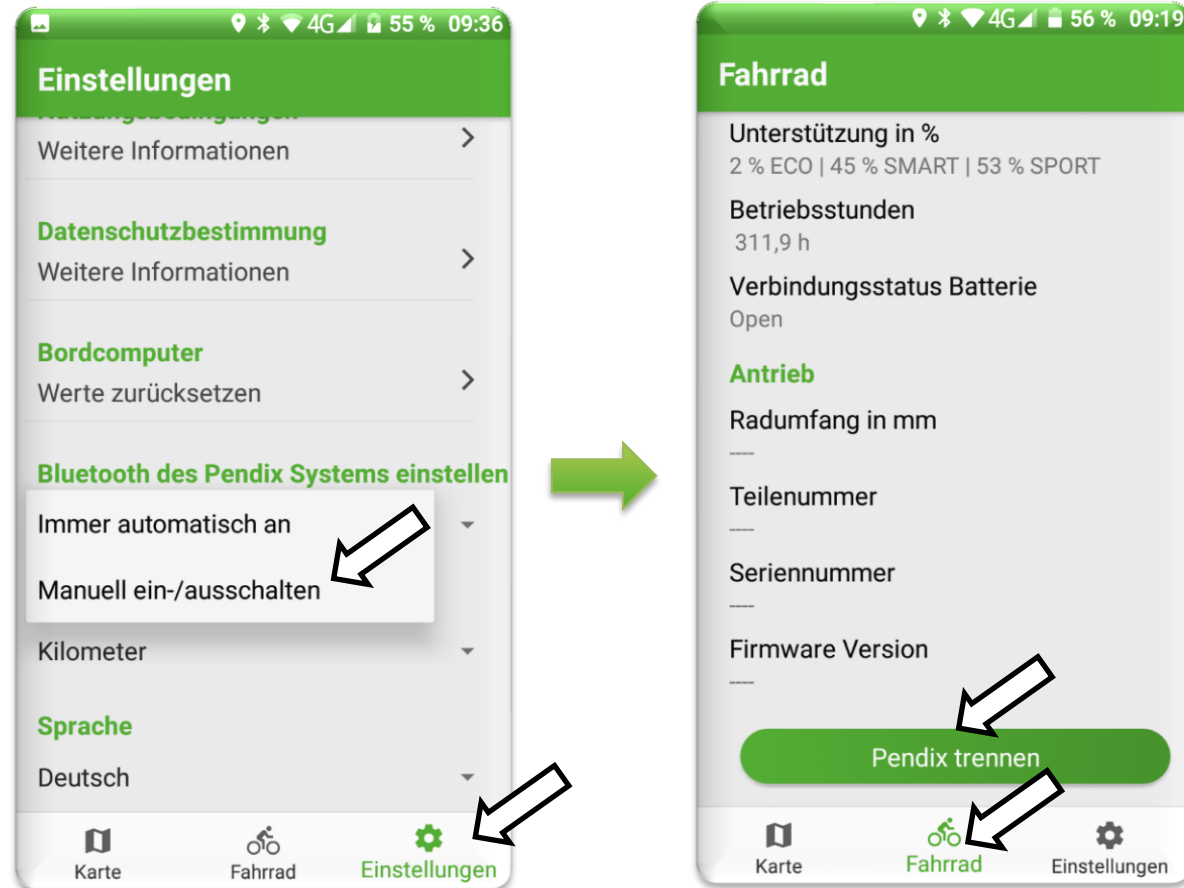 4G 55 % 09:36
Einstellungen
Nutzungsbedingungen
Weitere Informationen
Datenschutzbestimmung
Weitere Informationen
Bordcomputer
Werte zurücksetzen
Bluetooth des Pendix Systems einstellen
Immer automatisch an
Manuell ein-/ausschalten
Kilometer
Sprache
Deutsch
Karte
Fahrrad
Einstellungen
4G 56 % 09:19
Fahrrad
Unterstützung in %
2 % ECO | 45 % SMART | 53 % SPORT
Betriebsstunden
311,9 h
Verbindungsstatus Batterie
Open
Antrieb
Radumfang in mm
----
Teilenummer
----
Seriennummer
----
Firmware Version
----
Pendix trennen
Karte
Fahrrad
Einstellungen